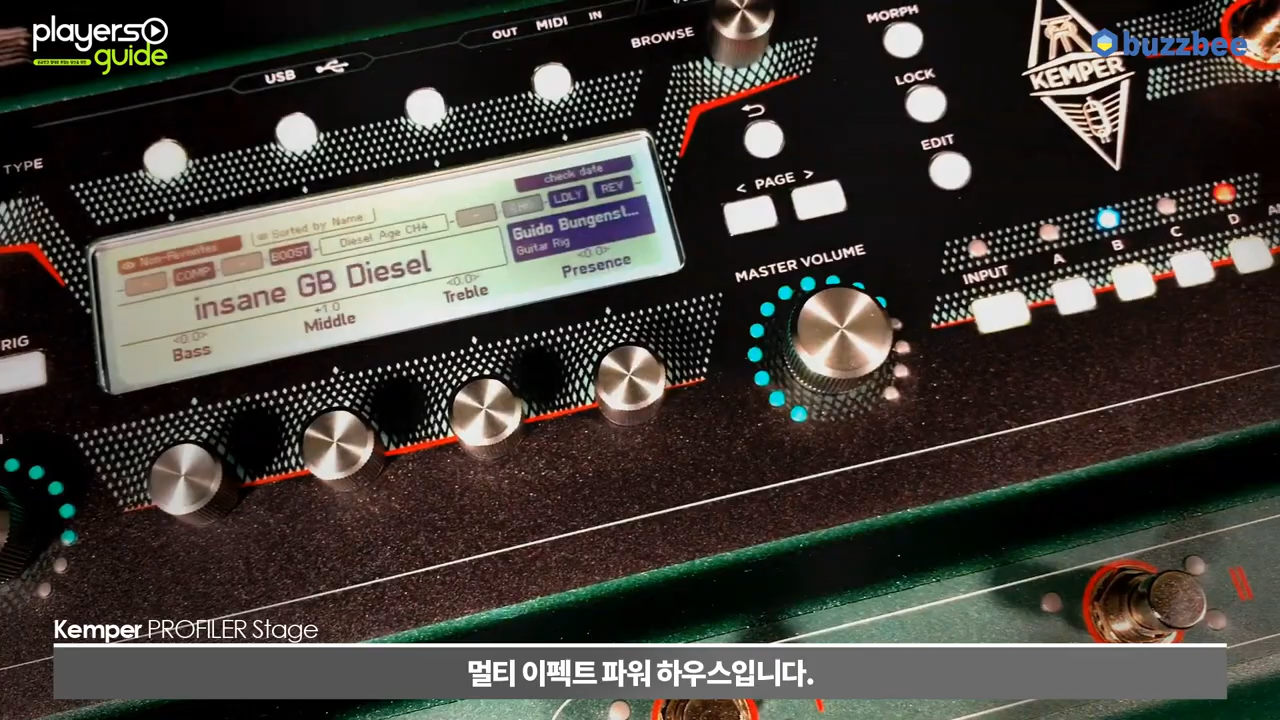 players
guide
buzzbee
OUT MIDI IN
USB
BROWSE
MORPH
LOCK
EDIT
KEMPER
TYPE
< PAGE >
check date
Non-Favorites
Sorted by Name
LDLY REV
COMP BOOST Diesel Age CH4
Guido Bungenst...
Guitar Rig
insane GB Diesel
<0.0> +1.0 <0.0> <0.0>
Bass Middle Treble Presence
RIG
MASTER VOLUME
INPUT A B C D
Kemper PROFILER Stage
멀티 이펙트 파워 하우스입니다.